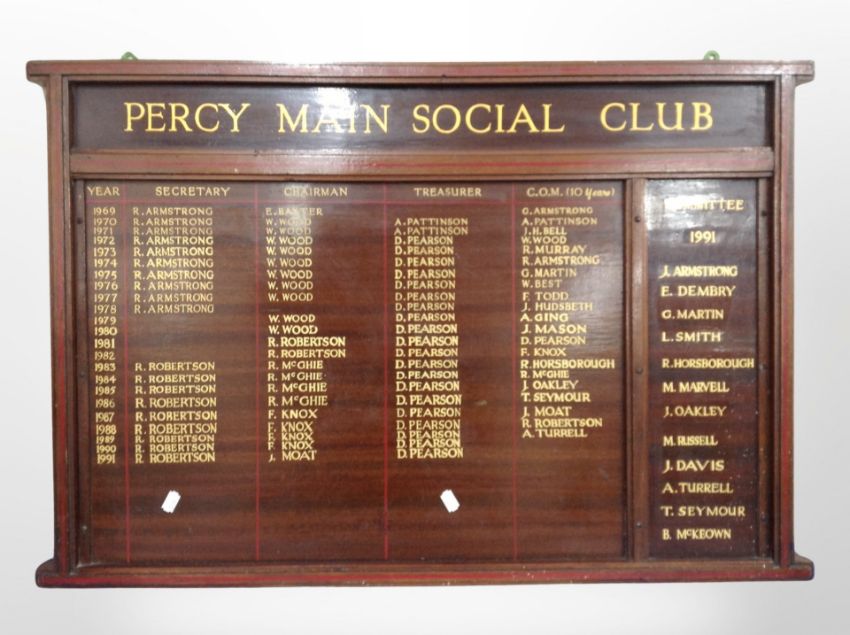 PERCY MAIN SOCIAL CLUB
YEAR SECRETARY CHAIRMAN TREASURER C.O.M. (10 Years)
1969 R. ARMSTRONG E. BAXTER G. ARMSTRONG
1970 R. ARMSTRONG W. WOOD A. PATTINSON A. PATTINSON
1971 R. ARMSTRONG W. WOOD A. PATTINSON J. H. BELL
1972 R. ARMSTRONG W. WOOD D. PEARSON W. WOOD
1973 R. ARMSTRONG W. WOOD D. PEARSON R. MURRAY
1974 R. ARMSTRONG W. WOOD D. PEARSON R. ARMSTRONG
1975 R. ARMSTRONG W. WOOD D. PEARSON G. MARTIN
1976 R. ARMSTRONG W. WOOD D. PEARSON W. BEST
1977 R. ARMSTRONG W. WOOD D. PEARSON F. TODD
1978 R. ARMSTRONG D. PEARSON J. HUDSBETH
1979 W. WOOD D. PEARSON A. GING
1980 W. WOOD D. PEARSON J. MASON
1981 R. ROBERTSON D. PEARSON D. PEARSON
1982 R. ROBERTSON D. PEARSON F. KNOX
1983 R. ROBERTSON R. McGHIE D. PEARSON R. HORSBOROUGH
1984 R. ROBERTSON R. McGHIE D. PEARSON R. McGHIE
1985 R. ROBERTSON R. McGHIE D. PEARSON J. OAKLEY
1986 R. ROBERTSON R. McGHIE D. PEARSON T. SEYMOUR
1987 R. ROBERTSON F. KNOX D. PEARSON J. MOAT
1988 R. ROBERTSON F. KNOX D. PEARSON R. ROBERTSON
1989 R. ROBERTSON F. KNOX D. PEARSON A. TURRELL
1990 R. ROBERTSON F. KNOX D. PEARSON
1991 R. ROBERTSON J. MOAT D. PEARSON
COMMITTEE
1991
J. ARMSTRONG
E. DEMBRY
G. MARTIN
L. SMITH
R. HORSBOROUGH
M. MARVELL
J. OAKLEY
M. RUSSELL
J. DAVIS
A. TURRELL
T. SEYMOUR
B. McKEOWN